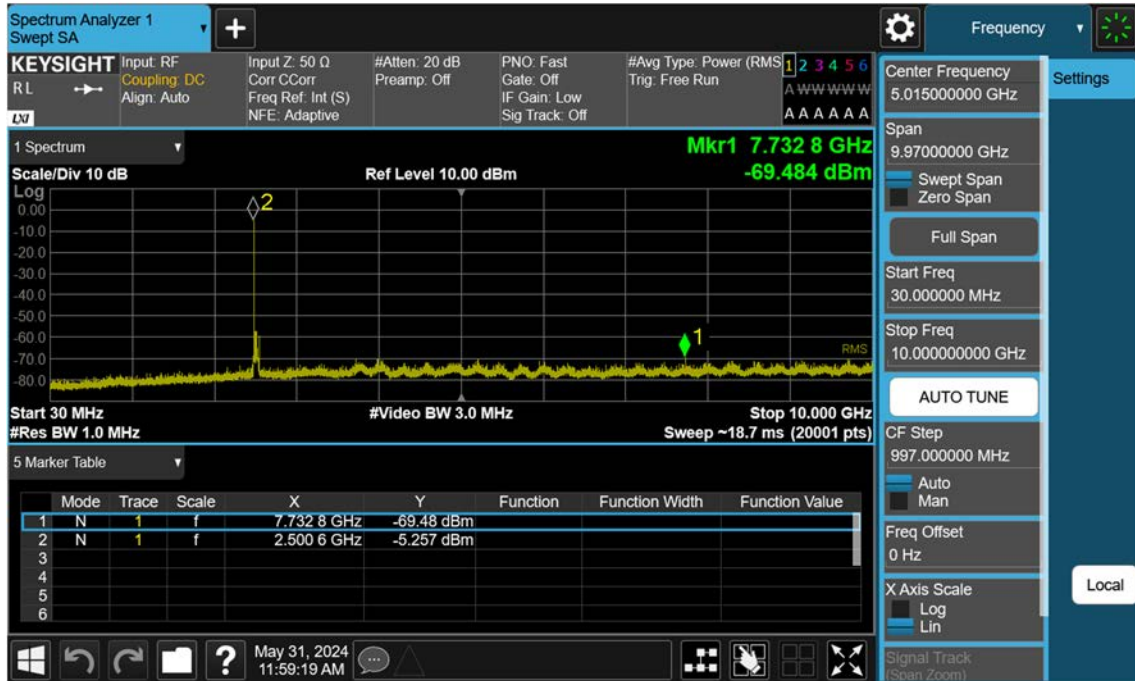 Spectrum Analyzer 1
Swept SA
+
Frequency
KEYSIGHT
R L
LXI
Input: RF
Coupling: DC
Align: Auto
Input Z: 50 Ω
Corr CCorr
Freq Ref: Int (S)
NFE: Adaptive
#Atten: 20 dB
Preamp: Off
PNO: Fast
Gate: Off
IF Gain: Low
Sig Track: Off
#Avg Type: Power (RMS
Trig: Free Run
1 2 3 4 5 6
A W W W W W
A A A A A A
1 Spectrum
Scale/Div 10 dB
Ref Level 10.00 dBm
Mkr1 7.732 8 GHz
-69.484 dBm
Log
0.00
-10.0
-20.0
-30.0
-40.0
-50.0
-60.0
-70.0
-80.0
2
1
RMS
Start 30 MHz
#Video BW 3.0 MHz
Stop 10.000 GHz
#Res BW 1.0 MHz
Sweep ~18.7 ms (20001 pts)
5 Marker Table
Mode Trace Scale X Y Function Function Width Function Value
1 N 1 f 7.732 8 GHz -69.48 dBm
2 N 1 f 2.500 6 GHz -5.257 dBm
3
4
5
6
?
May 31, 2024
11:59:19 AM
Center Frequency
5.015000000 GHz
Settings
Span
9.97000000 GHz
Swept Span
Zero Span
Full Span
Start Freq
30.000000 MHz
Stop Freq
10.000000000 GHz
AUTO TUNE
CF Step
997.000000 MHz
Auto
Man
Freq Offset
0 Hz
X Axis Scale
Log
Lin
Local
Signal Track
(Span Zoom)